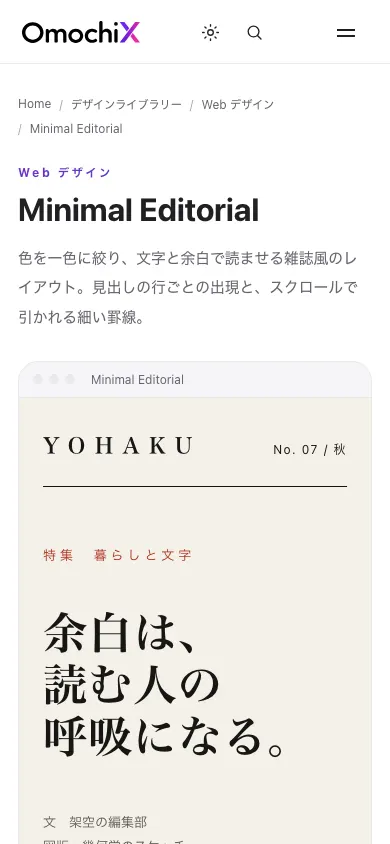 OmochiX
Home / デザインライブラリー / Web デザイン
/ Minimal Editorial
Web デザイン
Minimal Editorial
色を一色に絞り、文字と余白で読ませる雑誌風のレ
イアウト。見出しの行ごとの出現と、スクロールで
引かれる細い罫線。
Minimal Editorial
YOHAKU
No. 07 / 秋
特集 暮らしと文字
余白は、
読む人の
呼吸になる。
文 架空の編集部